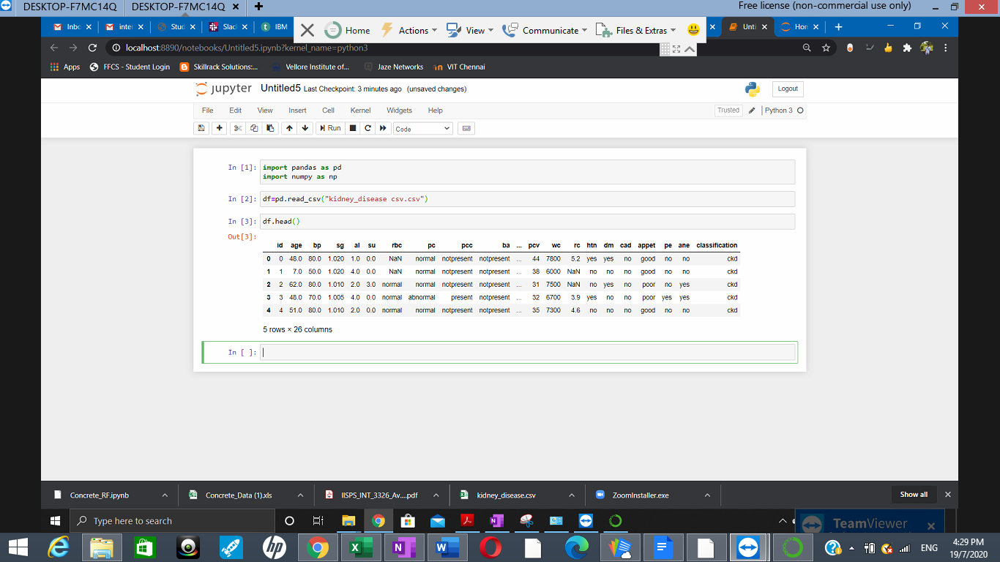 DESKTOP-F7MC14Q DESKTOP-F7MC14Q × + Free license (non-commercial use only)
Inbo inter Stud Slac IBM Home Actions View Communicate Files & Extras Unti Hon
localhost:8890/notebooks/Untitled5.ipynb?kernel_name=python3
Apps FFCS - Student Login Skillrack Solutions:... Vellore Institute of... Jaze Networks VIT Chennai
jupyter Untitled5 Last Checkpoint: 3 minutes ago (unsaved changes) Logout
File Edit View Insert Cell Kernel Widgets Help Trusted Python 3
Run Code
In [1]: import pandas as pd
import numpy as np
In [2]: df=pd.read_csv("kidney_disease csv.csv")
In [3]: df.head()
Out[3]:
id age bp sg al su rbc pc pcc ba ... pcv wc rc htn dm cad appet pe ane classification
0 0 48.0 80.0 1.020 1.0 0.0 NaN normal notpresent notpresent ... 44 7800 5.2 yes yes no good no no ckd
1 1 7.0 50.0 1.020 4.0 0.0 NaN normal notpresent notpresent ... 38 6000 NaN no no no good no no ckd
2 2 62.0 80.0 1.010 2.0 3.0 normal normal notpresent notpresent ... 31 7500 NaN no yes no poor no yes ckd
3 3 48.0 70.0 1.005 4.0 0.0 normal abnormal present notpresent ... 32 6700 3.9 yes no no poor yes yes ckd
4 4 51.0 80.0 1.010 2.0 0.0 normal normal notpresent notpresent ... 35 7300 4.6 no no no good no no ckd
5 rows × 26 columns
In [ ]:
Concrete_RF.ipynb Concrete_Data (1).xls IISPS_INT_3326_Av....pdf kidney_disease.csv ZoomInstaller.exe Show all
Type here to search TeamViewer
ENG 4:29 PM
19/7/2020